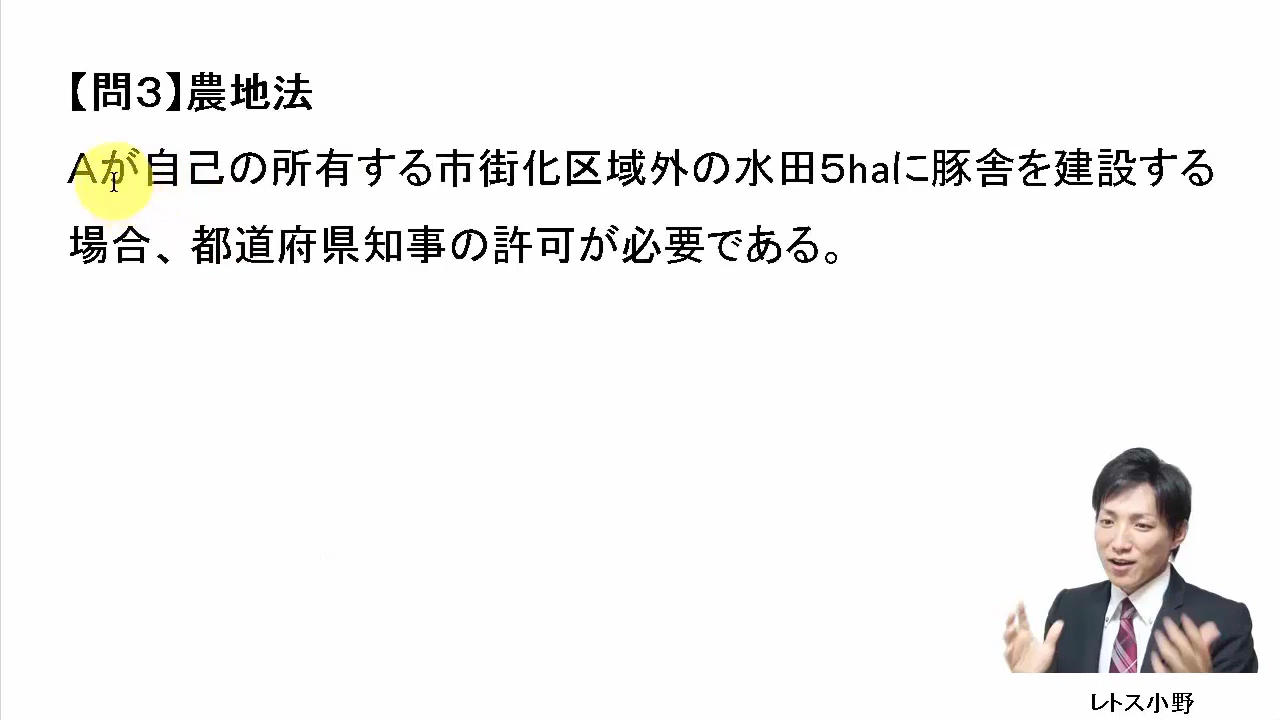 【問３】農地法
Ａが自己の所有する市街化区域外の水田５haに豚舎を建設する
場合、都道府県知事の許可が必要である。
レトス小野